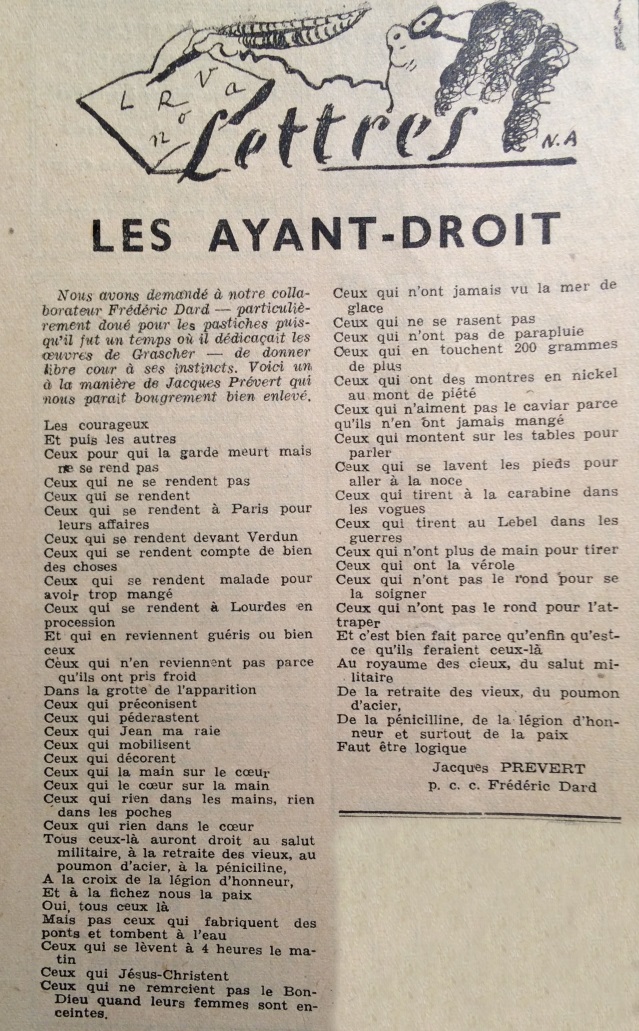 L R V a
n o
Lettres
N.A
LES AYANT-DROIT
Nous avons demandé à notre colla-
borateur Frédéric Dard — particuliè-
rement doué pour les pastiches puis-
qu'il fut un temps où il dédicaçait les
œuvres de Grascher — de donner
libre cour à ses instincts. Voici un
à la manière de Jacques Prévert qui
nous parait bougrement bien enlevé.
Les courageux
Et puis les autres
Ceux pour qui la garde meurt mais
ne se rend pas
Ceux qui ne se rendent pas
Ceux qui se rendent
Ceux qui se rendent à Paris pour
leurs affaires
Ceux qui se rendent devant Verdun
Ceux qui se rendent compte de bien
des choses
Ceux qui se rendent malade pour
avoir trop mangé
Ceux qui se rendent à Lourdes en
procession
Et qui en reviennent guéris ou bien
ceux
Ceux qui n'en reviennent pas parce
qu'ils ont pris froid
Dans la grotte de l'apparition
Ceux qui préconisent
Ceux qui péderastent
Ceux qui Jean ma raie
Ceux qui mobilisent
Ceux qui décorent
Ceux qui la main sur le cœur
Ceux qui le cœur sur la main
Ceux qui rien dans les mains, rien
dans les poches
Ceux qui rien dans le cœur
Tous ceux-là auront droit au salut
militaire, à la retraite des vieux, au
poumon d'acier, à la péniciline,
A la croix de la légion d'honneur,
Et à la fichez nous la paix
Oui, tous ceux là
Mais pas ceux qui fabriquent des
ponts et tombent à l'eau
Ceux qui se lèvent à 4 heures le ma-
tin
Ceux qui Jésus-Christent
Ceux qui ne remrcient pas le Bon-
Dieu quand leurs femmes sont en-
ceintes.
Ceux qui n'ont jamais vu la mer de
glace
Ceux qui ne se rasent pas
Ceux qui n'ont pas de parapluie
Ceux qui en touchent 200 grammes
de plus
Ceux qui ont des montres en nickel
au mont de piété
Ceux qui n'aiment pas le caviar parce
qu'ils n'en ont jamais mangé
Ceux qui montent sur les tables pour
parler
Ceux qui se lavent les pieds pour
aller à la noce
Ceux qui tirent à la carabine dans
les vogues
Ceux qui tirent au Lebel dans les
guerres
Ceux qui n'ont plus de main pour tirer
Ceux qui ont la vérole
Ceux qui n'ont pas le rond pour se
la soigner
Ceux qui n'ont pas le rond pour l'at-
traper
Et c'est bien fait parce qu'enfin qu'est-
ce qu'ils feraient ceux-là
Au royaume des cieux, du salut mi-
litaire
De la retraite des vieux, du poumon
d'acier,
De la pénicilline, de la légion d'hon-
neur et surtout de la paix
Faut être logique
Jacques PREVERT
p. c. c. Frédéric Dard